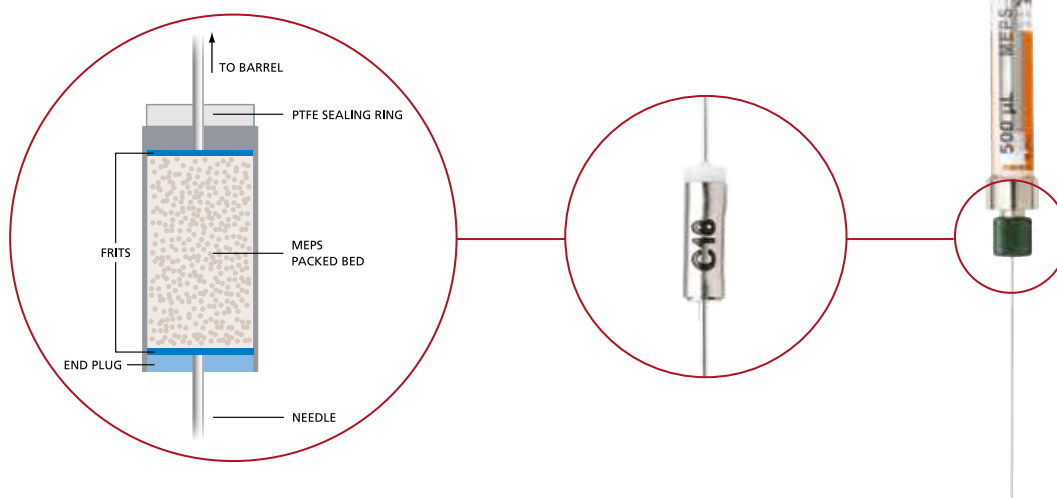 TO BARREL
PTFE SEALING RING
FRITS
MEPS
PACKED BED
END PLUG
NEEDLE
C18
500 µL MEPS